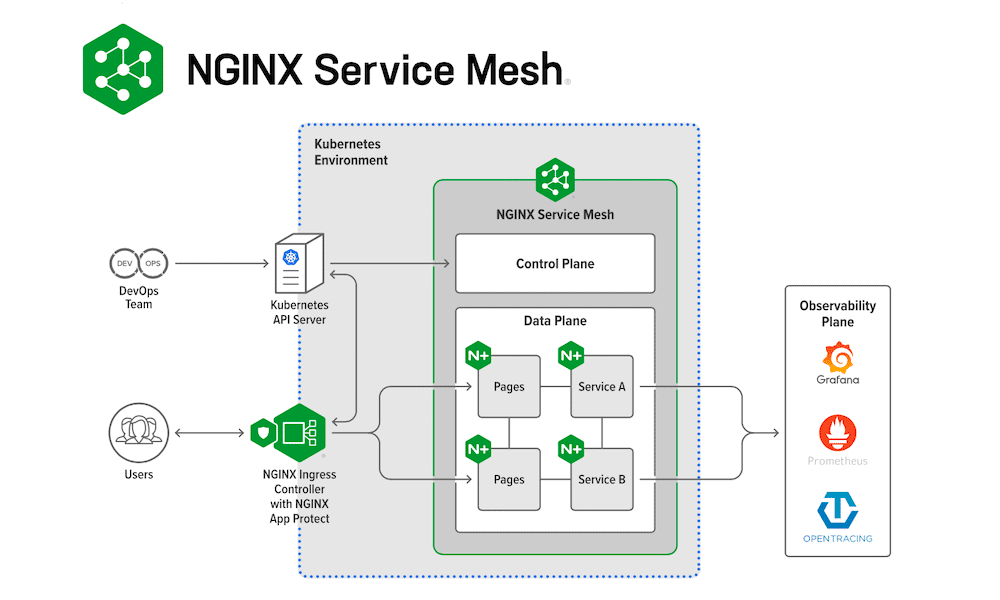 NGINX Service Mesh
Kubernetes
Environment
NGINX Service Mesh
DEV OPS
DevOps
Team
Kubernetes
API Server
Control Plane
Data Plane
N+
N+
Pages
Service A
N+
N+
Pages
Service B
Users
NGINX Ingress
Controller
with NGINX
App Protect
Observability
Plane
Grafana
Prometheus
OPENTRACING